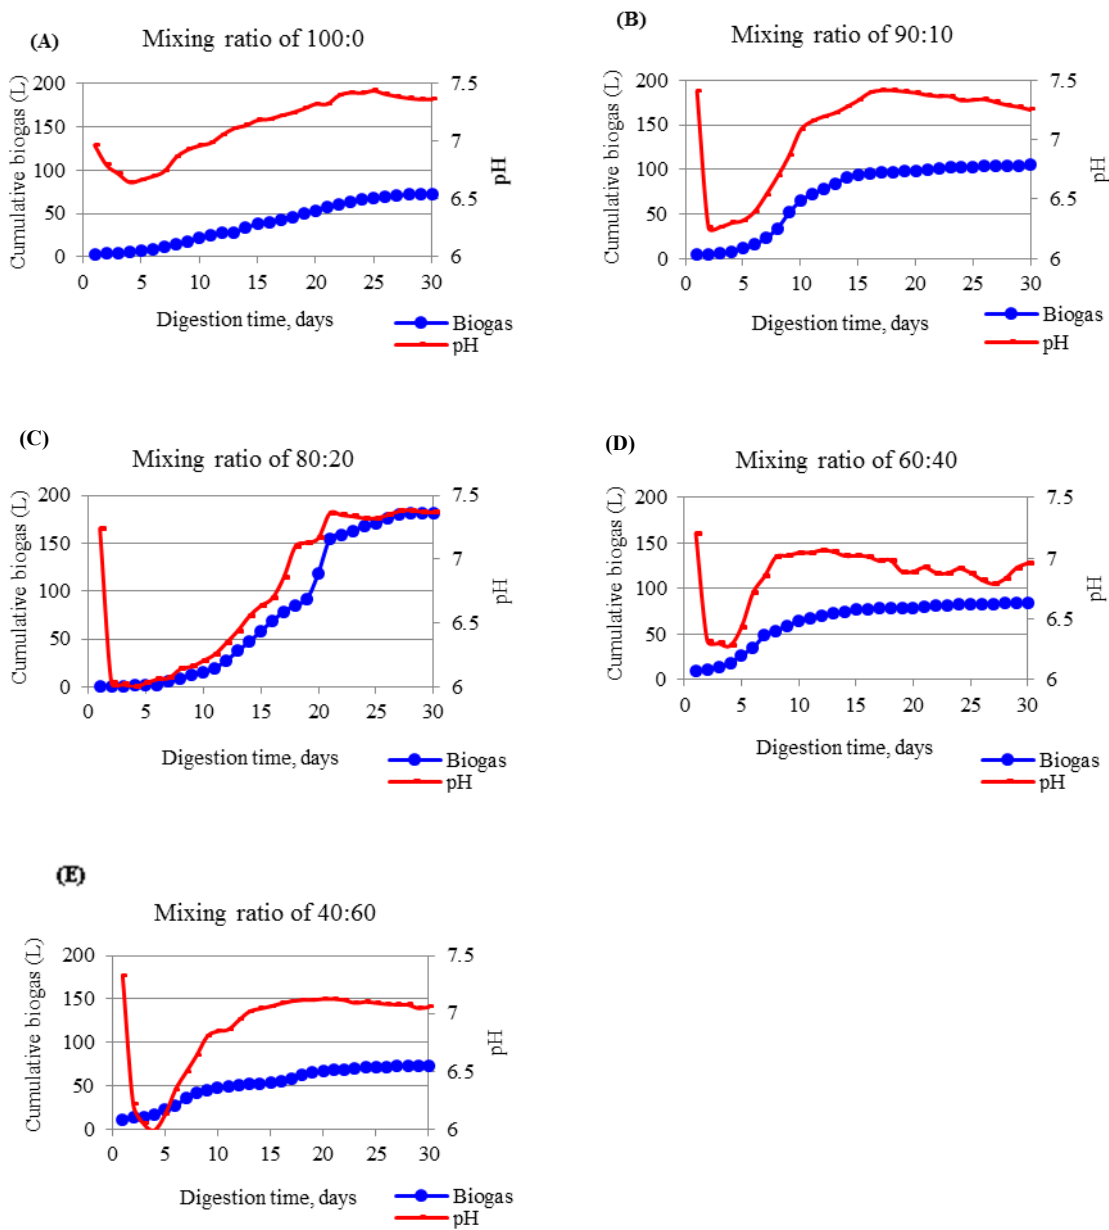 (A)
Mixing ratio of 100:0
Cumulative biogas (L)
200
150
100
50
0
7.5
7
6.5
6
pH
0 5 10 15 20 25 30
Digestion time, days
Biogas
pH
(B)
Mixing ratio of 90:10
Cumulative biogas (L)
200
150
100
50
0
7.5
7
6.5
6
pH
0 10 20 30
Digestion time, days
Biogas
pH
(C)
Mixing ratio of 80:20
Cumulative biogas (L)
200
150
100
50
0
7.5
7
6.5
6
pH
0 5 10 15 20 25 30
Digestion time, days
Biogas
pH
(D)
Mixing ratio of 60:40
Cumulative biogas (L)
200
150
100
50
0
7.5
7
6.5
6
pH
0 5 10 15 20 25 30
Digestion time, days
Biogas
pH
(E)
Mixing ratio of 40:60
Cumulative biogas (L)
200
150
100
50
0
7.5
7
6.5
6
pH
0 5 10 15 20 25 30
Digestion time, days
Biogas
pH